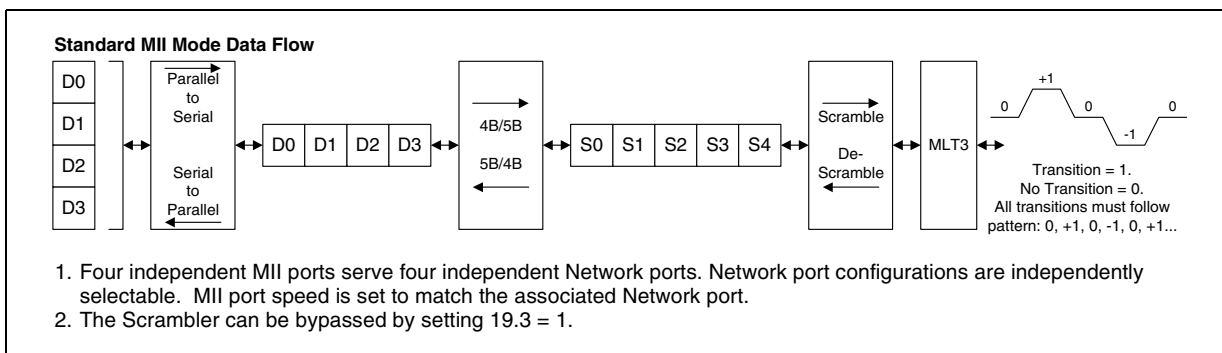 Standard MII Mode Data Flow
D0
D1
D2
D3
Parallel
to
Serial
Serial
to
Parallel
D0 D1 D2 D3
4B/5B
5B/4B
S0 S1 S2 S3 S4
Scramble
De-
Scramble
MLT3
0 +1 0 -1 0
Transition = 1.
No Transition = 0.
All transitions must follow
pattern: 0, +1, 0, -1, 0, +1...
1. Four independent MII ports serve four independent Network ports. Network port configurations are independently
selectable. MII port speed is set to match the associated Network port.
2. The Scrambler can be bypassed by setting 19.3 = 1.